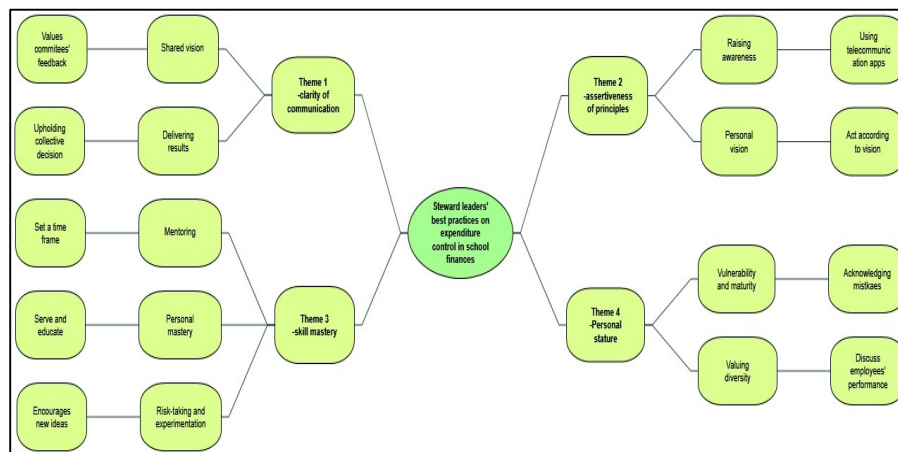 Values
commitees'
feedback
Shared vision
Theme 1
-clarity of
communication
Upholding
collective
decision
Delivering
results
Set a time
frame
Mentoring
Serve and
educate
Personal
mastery
Theme 3
-skill mastery
Encourages
new ideas
Risk-taking and
experimentation
Steward leaders'
best practices on
expenditure
control in school
finances
Theme 2
-assertiveness
of principles
Raising
awareness
Using
telecommunic
ation apps
Personal
vision
Act according
to vision
Theme 4
-Personal
stature
Vulnerability
and maturity
Acknowledging
mistkaes
Valuing
diversity
Discuss
employees'
performance